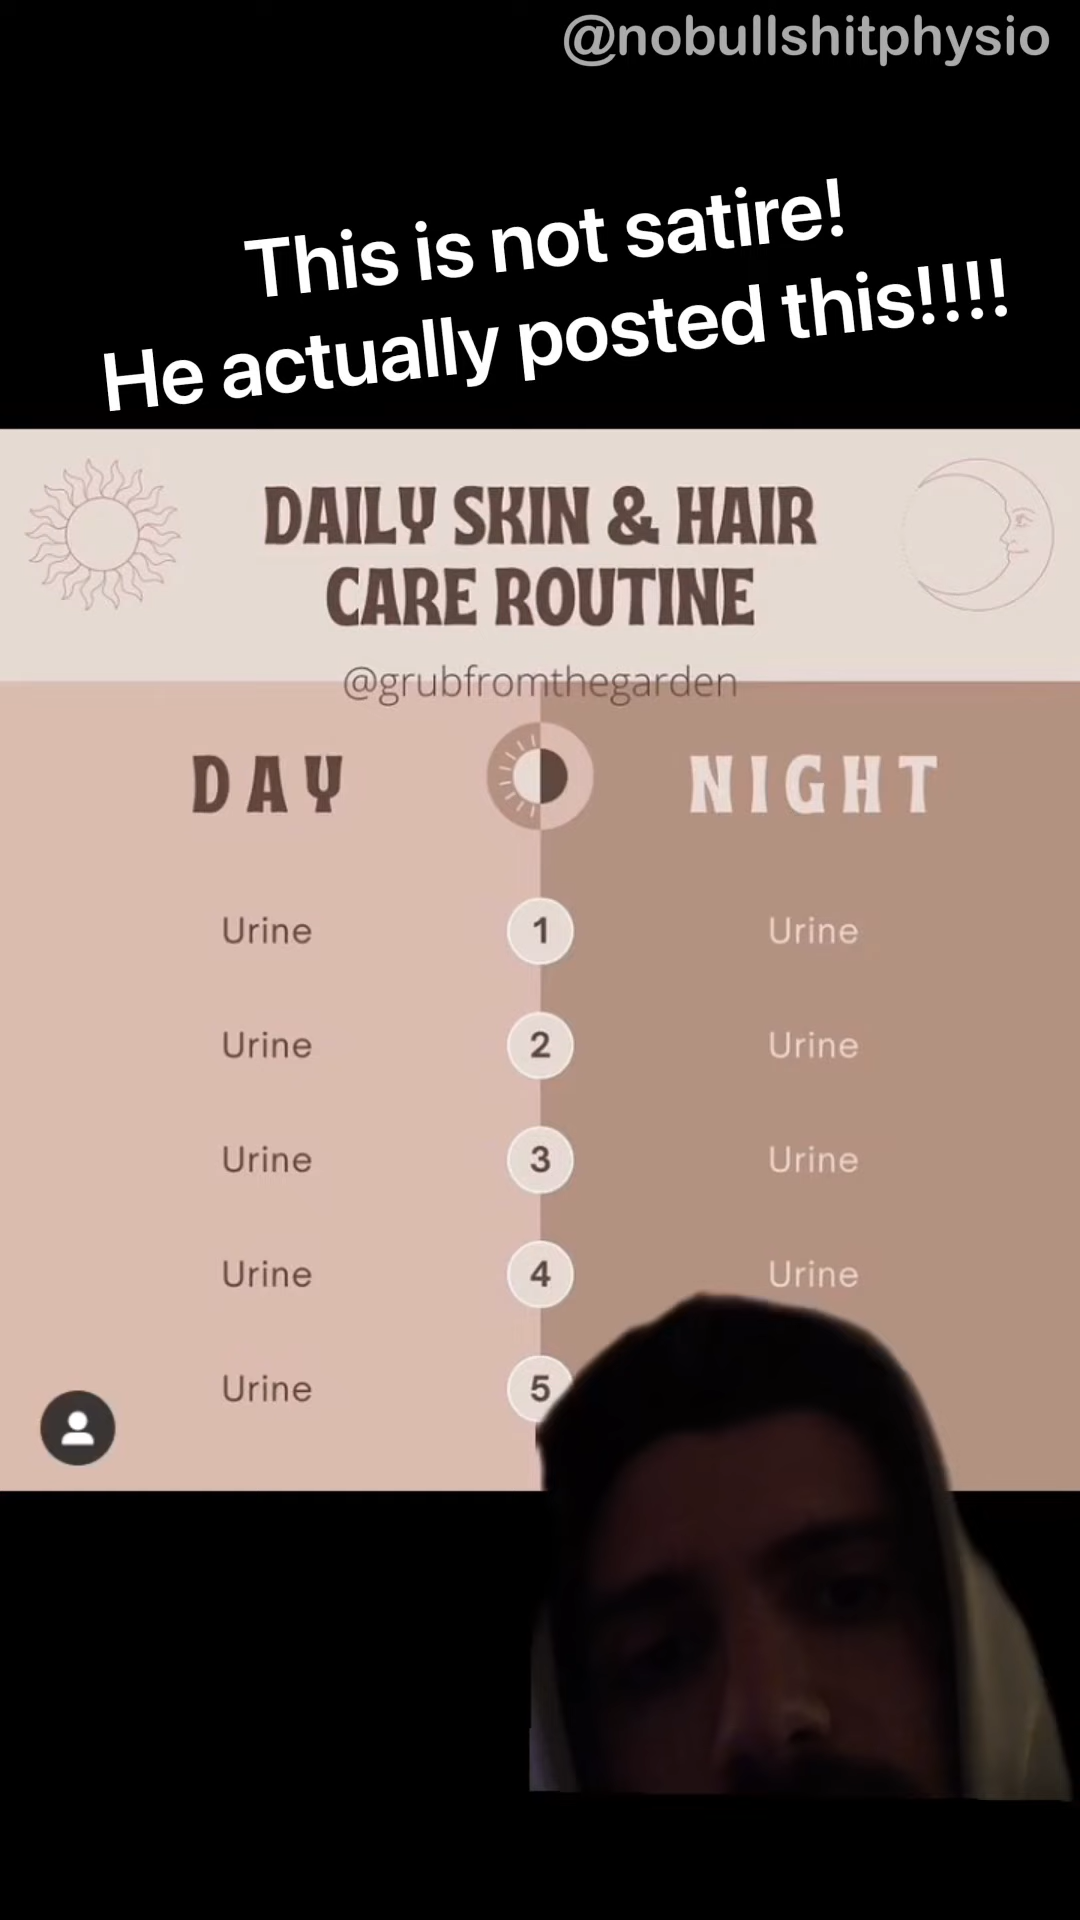 @nobullshitphysio
This is not satire!
He actually posted this!!!!
DAILY SKIN & HAIR
CARE ROUTINE
@grubfromthegarden
DAY NIGHT
Urine 1 Urine
Urine 2 Urine
Urine 3 Urine
Urine 4 Urine
Urine 5